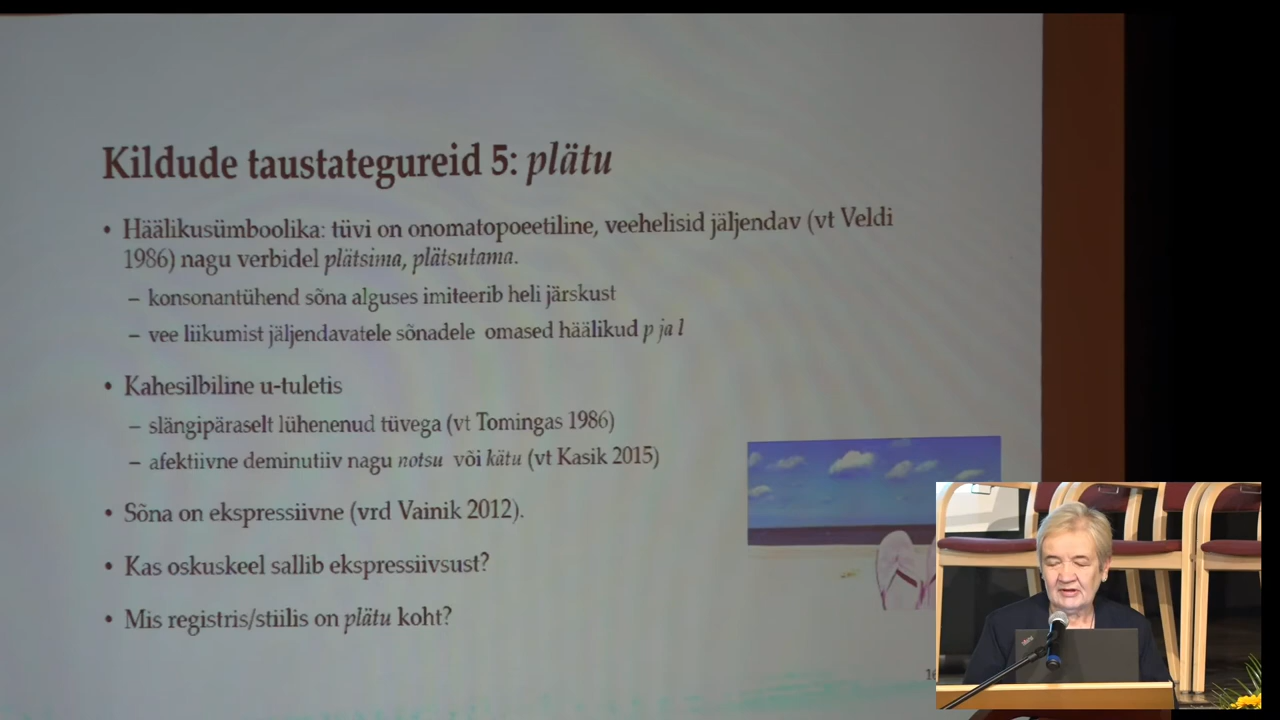 Kildude taustategureid 5: plätu
• Häälikusümboolika: tüvi on onomatopoeetiline, veehelisid jäljendav (vt Veldi
1986) nagu verbidel plätsima, plätsutama.
– konsonantühend sõna alguses imiteerib heli järskust
– vee liikumist jäljendavatele sõnadele omased häälikud p ja l
• Kahesilbiline u-tuletis
– slängipäraselt lühenenud tüvega (vt Tomingas 1986)
– afektiivne deminutiiv nagu notsu või kätu (vt Kasik 2015)
• Sõna on ekspressiivne (vrd Vainik 2012).
• Kas oskuskeel sallib ekspressiivsust?
• Mis registris/stiilis on plätu koht?